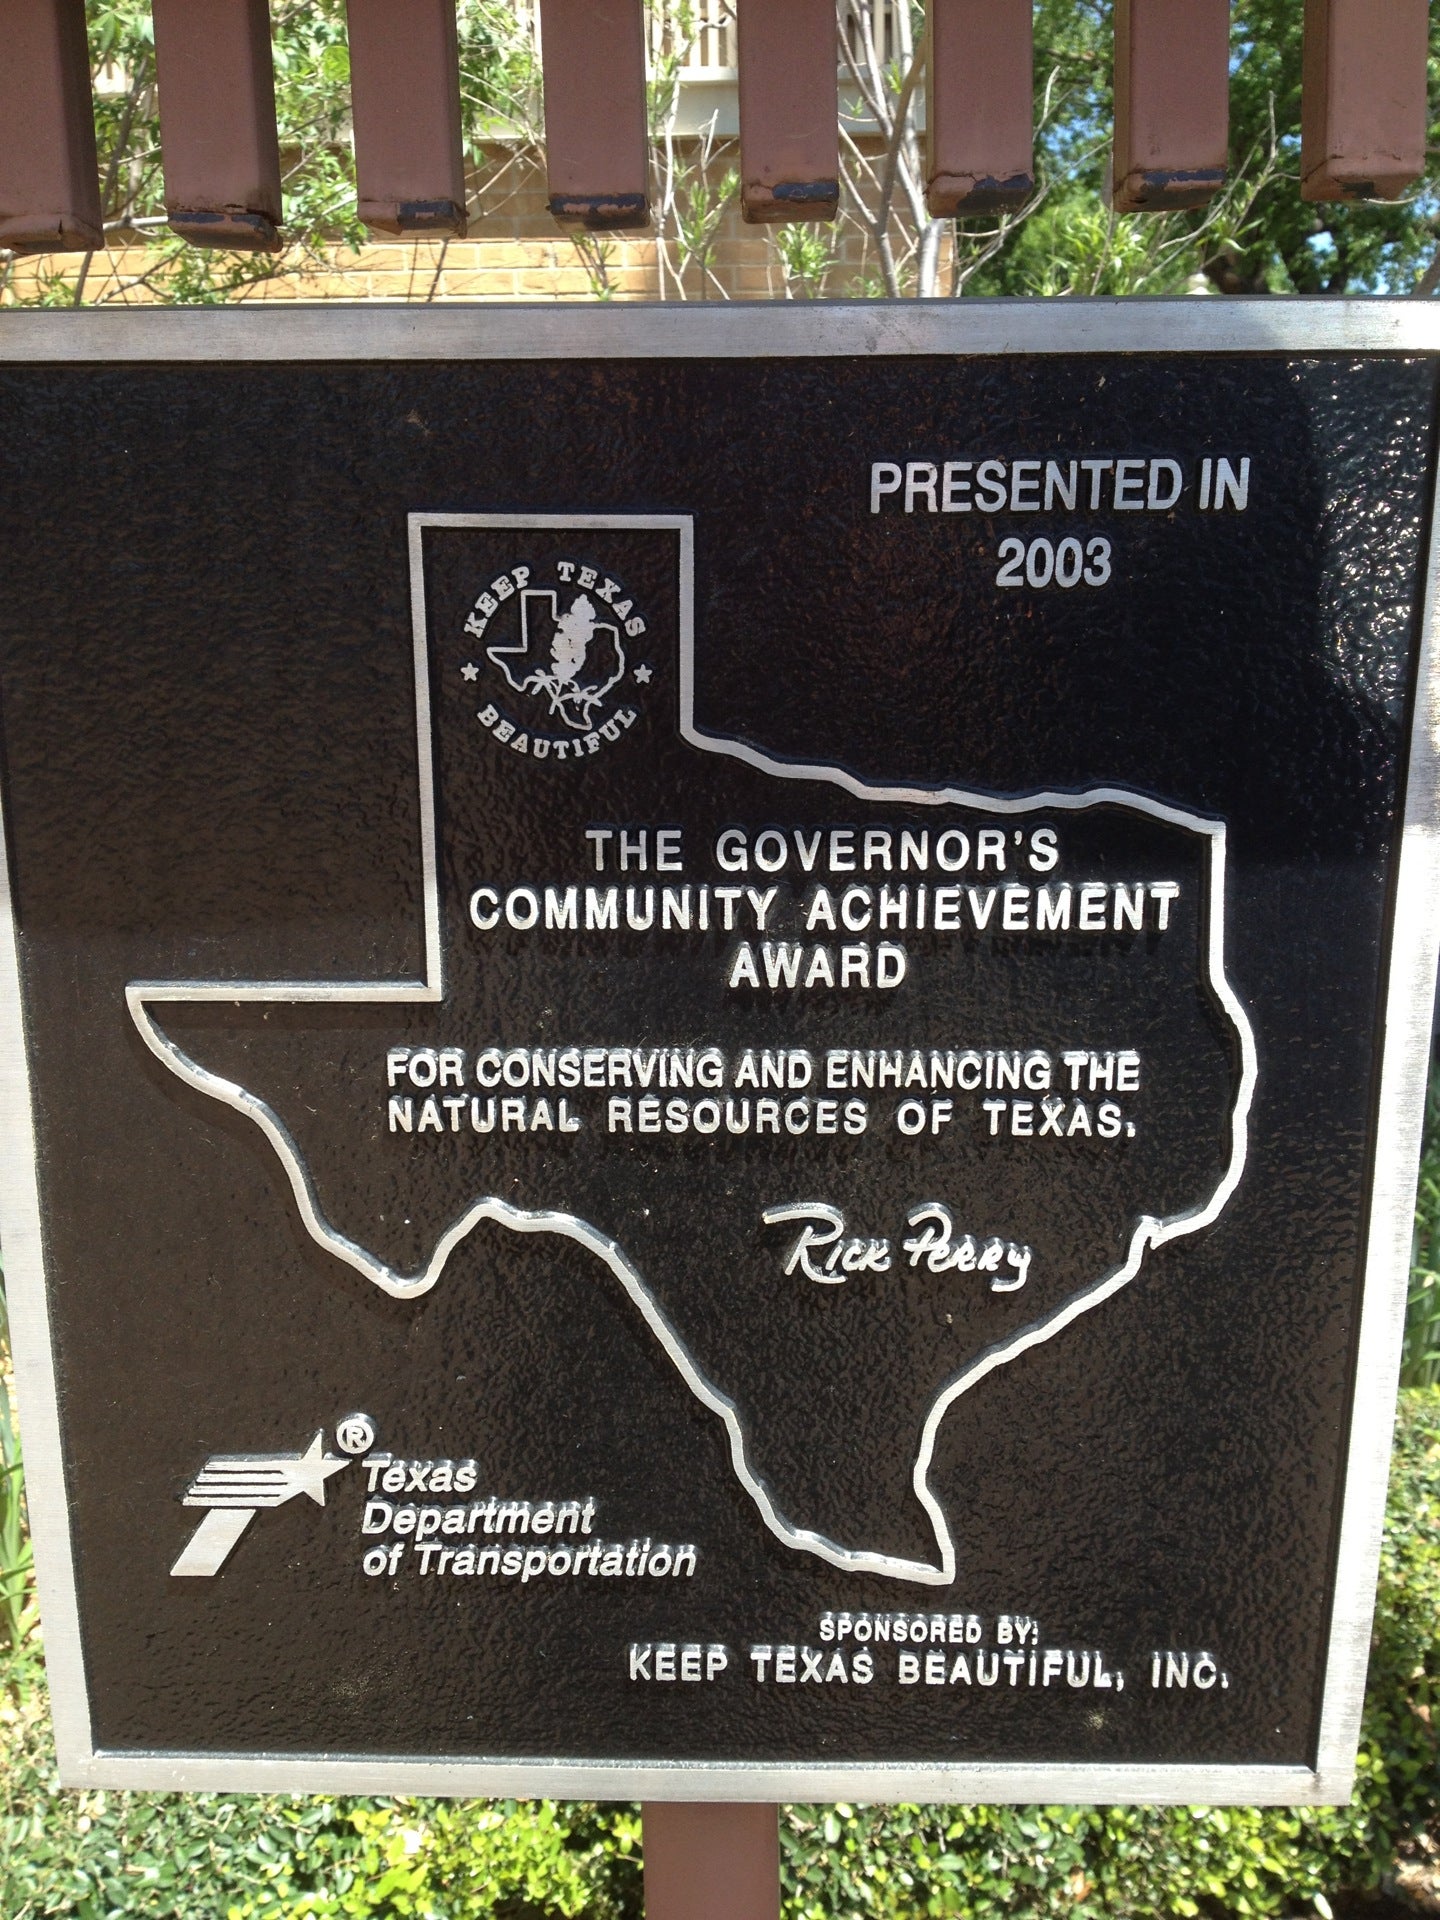 PRESENTED IN
2003
KEEP TEXAS
BEAUTIFUL
THE GOVERNOR'S
COMMUNITY ACHIEVEMENT
AWARD
FOR CONSERVING AND ENHANCING THE
NATURAL RESOURCES OF TEXAS.
Rick Perry
®
Texas
Department
of Transportation
SPONSORED BY:
KEEP TEXAS BEAUTIFUL, INC.